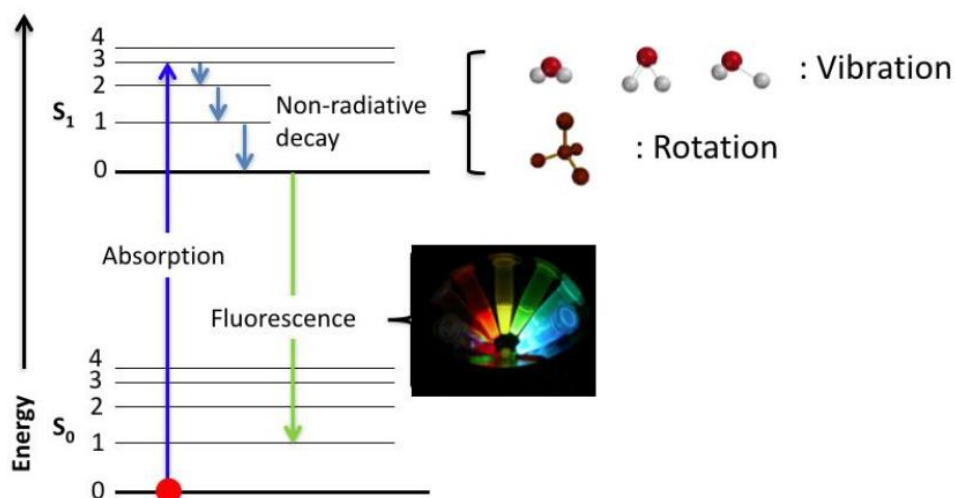 4
3
2
S₁
1
0
Non-radiative
decay
: Vibration
: Rotation
Absorption
Fluorescence
Energy
4
3
2
S₀
1
0